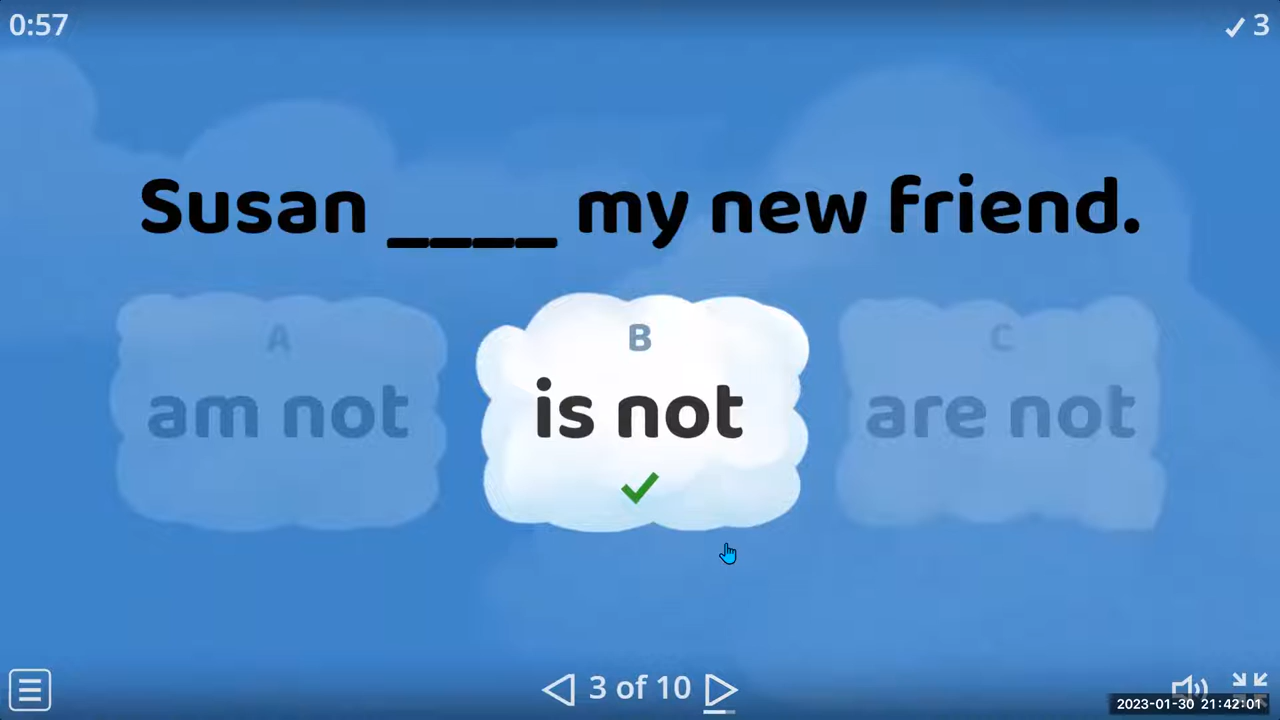 0:57
✓ 3
Susan ____ my new friend.
A
am not
B
is not
C
are not
3 of 10
2023-01-30 21:42:01